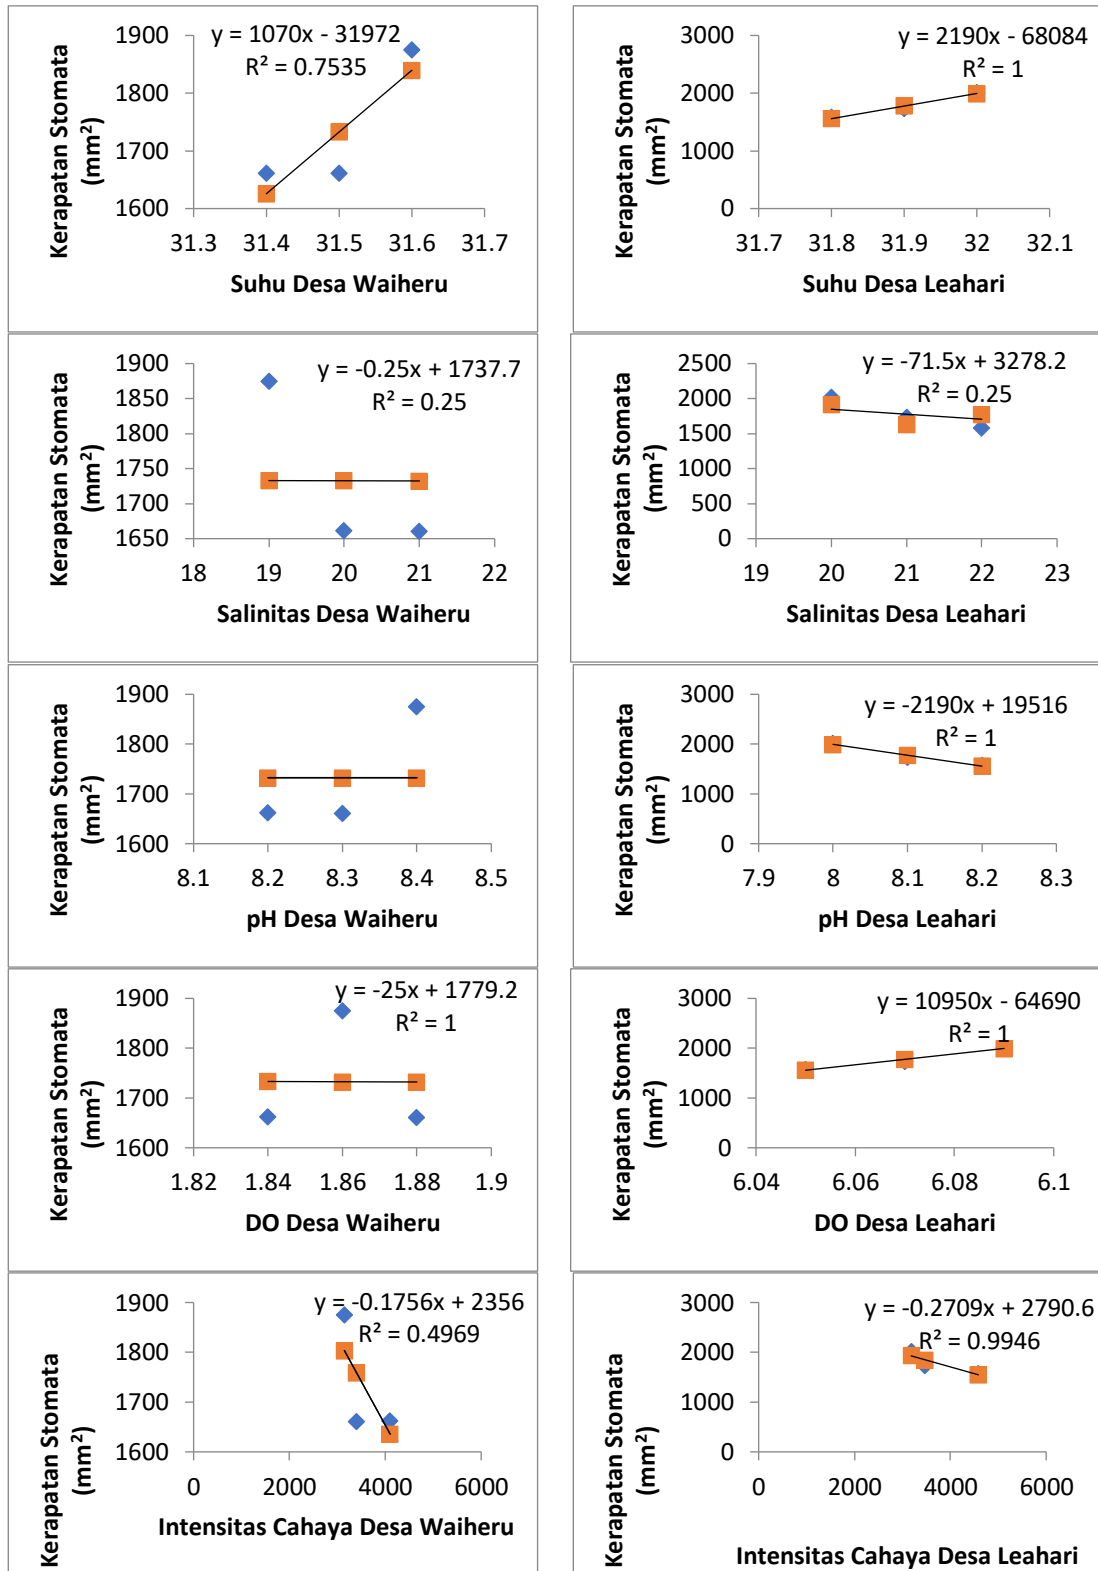 Kerapatan Stomata
(mm²)
1900
1800
1700
1600
y = 1070x - 31972
R² = 0.7535
31.3 31.4 31.5 31.6 31.7
Suhu Desa Waiheru
Kerapatan Stomata
(mm²)
3000
2000
1000
0
y = 2190x - 68084
R² = 1
31.7 31.8 31.9 32 32.1
Suhu Desa Leahari
Kerapatan Stomata
(mm²)
1900
1850
1800
1750
1700
1650
y = -0.25x + 1737.7
R² = 0.25
18 19 20 21 22
Salinitas Desa Waiheru
Kerapatan Stomata
(mm²)
2500
2000
1500
1000
500
0
y = -71.5x + 3278.2
R² = 0.25
19 20 21 22 23
Salinitas Desa Leahari
Kerapatan Stomata
(mm²)
1900
1800
1700
1600
8.1 8.2 8.3 8.4 8.5
pH Desa Waiheru
Kerapatan Stomata
(mm²)
3000
2000
1000
0
y = -2190x + 19516
R² = 1
7.9 8 8.1 8.2 8.3
pH Desa Leahari
Kerapatan Stomata
(mm²)
1900
1800
1700
1600
y = -25x + 1779.2
R² = 1
1.82 1.84 1.86 1.88 1.9
DO Desa Waiheru
Kerapatan Stomata
(mm²)
3000
2000
1000
0
y = 10950x - 64690
R² = 1
6.04 6.06 6.08 6.1
DO Desa Leahari
Kerapatan Stomata
(mm²)
1900
1800
1700
1600
y = -0.1756x + 2356
R² = 0.4969
0 2000 4000 6000
Intensitas Cahaya Desa Waiheru
Kerapatan Stomata
(mm²)
3000
2000
1000
0
y = -0.2709x + 2790.6
R² = 0.9946
0 2000 4000 6000
Intensitas Cahaya Desa Leahari